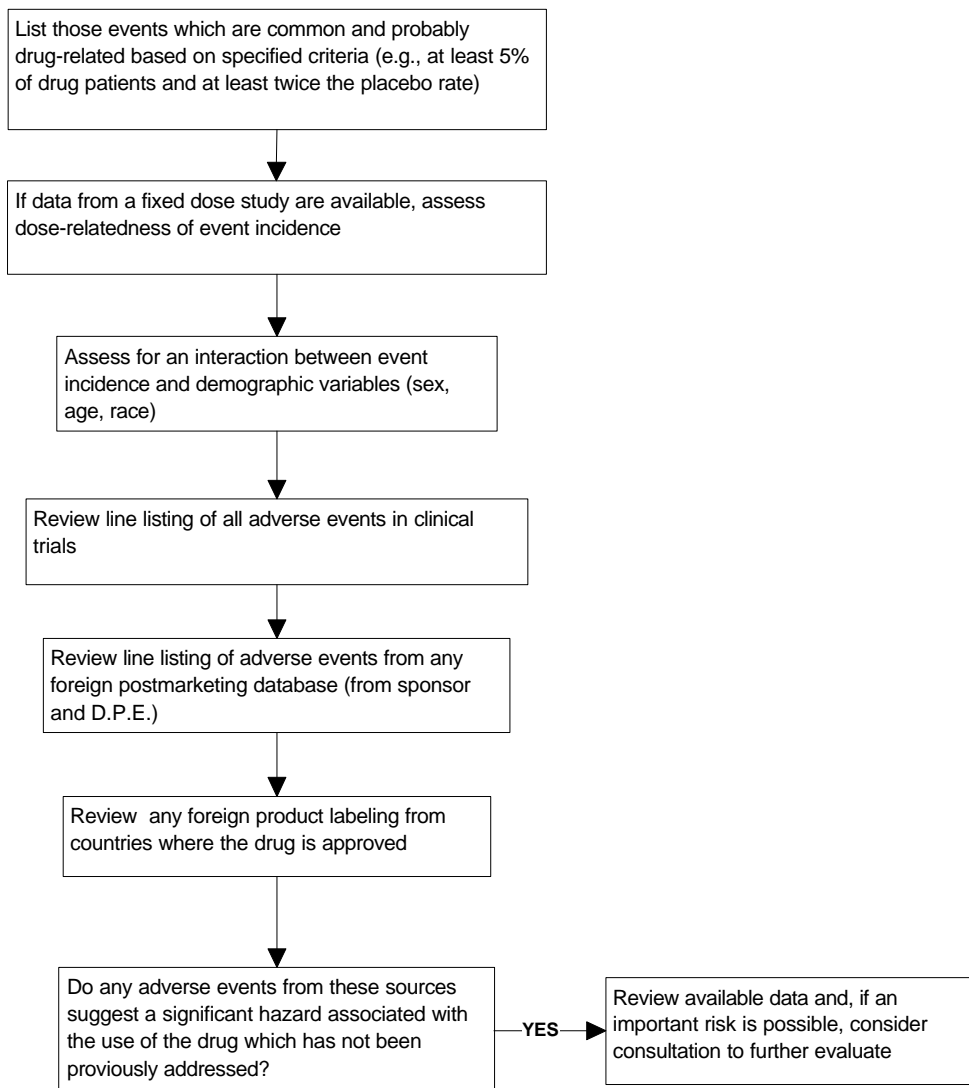 List those events which are common and probably
drug-related based on specified criteria (e.g., at least 5%
of drug patients and at least twice the placebo rate)
If data from a fixed dose study are available, assess
dose-relatedness of event incidence
Assess for an interaction between event
incidence and demographic variables (sex,
age, race)
Review line listing of all adverse events in clinical
trials
Review line listing of adverse events from any
foreign postmarketing database (from sponsor
and D.P.E.)
Review any foreign product labeling from
countries where the drug is approved
Do any adverse events from these sources
suggest a significant hazard associated with
the use of the drug which has not been
proviously addressed?
YES
Review available data and, if an
important risk is possible, consider
consultation to further evaluate